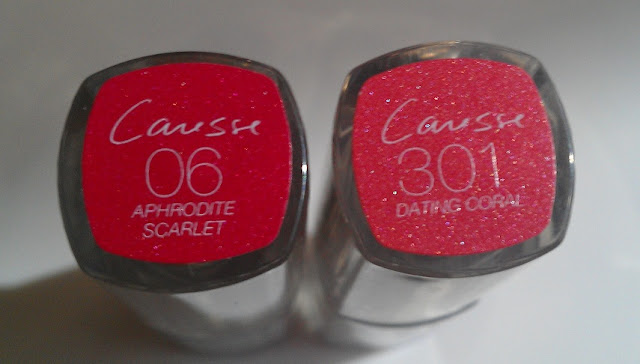 Caresse
06
APHRODITE
SCARLET
Caresse
301
DATING CORAL